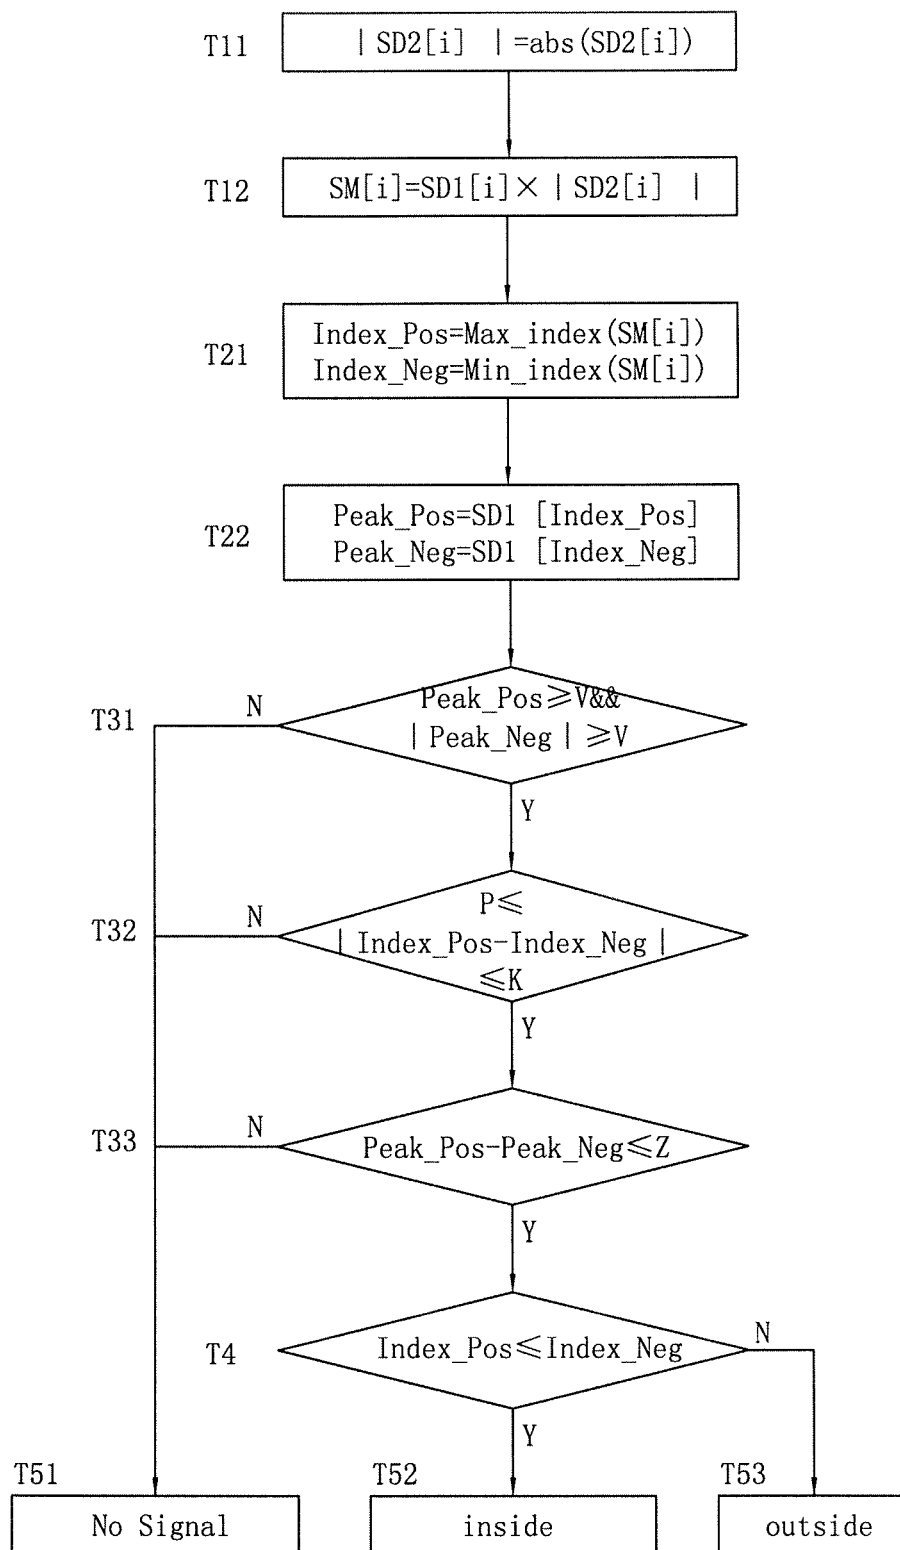 T11
| SD2[i] |=abs(SD2[i])
T12
SM[i]=SD1[i]×| SD2[i] |
T21
Index_Pos=Max_index(SM[i])
Index_Neg=Min_index(SM[i])
T22
Peak_Pos=SD1 [Index_Pos]
Peak_Neg=SD1 [Index_Neg]
T31
N
Peak_Pos≥V&&
| Peak_Neg | ≥V
Y
T32
N
P≤
| Index_Pos-Index_Neg |
≤K
Y
T33
N
Peak_Pos-Peak_Neg≤Z
Y
T4
Index_Pos≤Index_Neg
N
Y
T51
No Signal
T52
inside
T53
outside